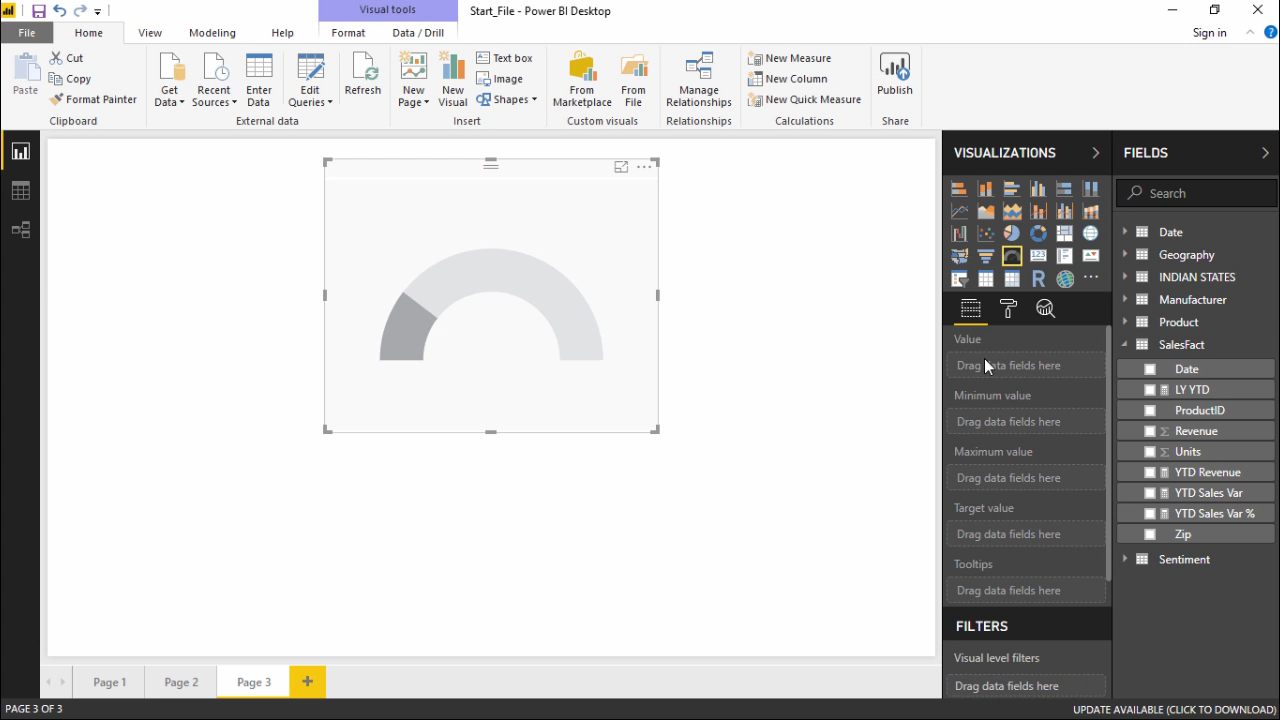 Visual tools
Start_File - Power BI Desktop
File
Home
View
Modeling
Help
Format
Data / Drill
Sign in
Paste
Cut
Copy
Format Painter
Clipboard
Get Data
Recent Sources
Enter Data
Edit Queries
Refresh
External data
New Page
New Visual
Text box
Image
Shapes
Insert
From Marketplace
From File
Custom visuals
Manage Relationships
Relationships
New Measure
New Column
New Quick Measure
Calculations
Publish
Share
VISUALIZATIONS
123
R
Value
Drag data fields here
Minimum value
Drag data fields here
Maximum value
Drag data fields here
Target value
Drag data fields here
Tooltips
Drag data fields here
FILTERS
Visual level filters
Drag data fields here
FIELDS
Search
Date
Geography
INDIAN STATES
Manufacturer
Product
SalesFact
Date
LY YTD
ProductID
Σ Revenue
Σ Units
YTD Revenue
YTD Sales Var
YTD Sales Var %
Zip
Sentiment
Page 1
Page 2
Page 3
PAGE 3 OF 3
UPDATE AVAILABLE (CLICK TO DOWNLOAD)